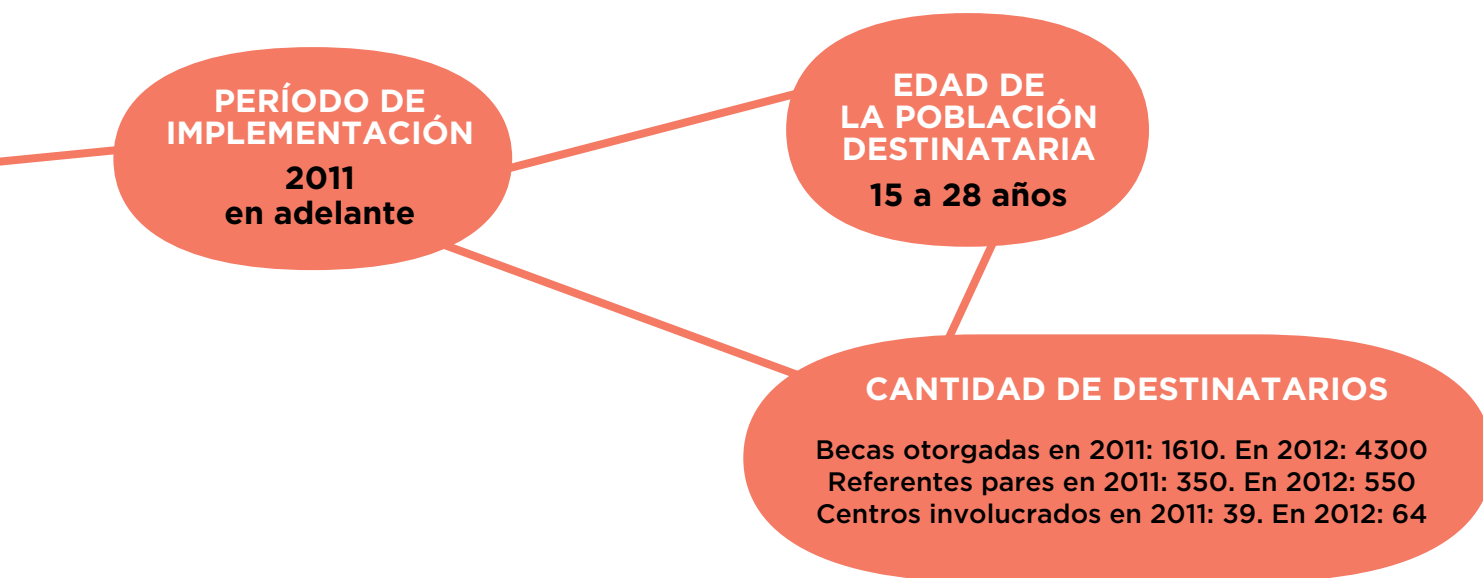 PERÍODO DE
IMPLEMENTACIÓN
2011
en adelante
EDAD DE
LA POBLACIÓN
DESTINATARIA
15 a 28 años
CANTIDAD DE DESTINATARIOS
Becas otorgadas en 2011: 1610. En 2012: 4300
Referentes pares en 2011: 350. En 2012: 550
Centros involucrados en 2011: 39. En 2012: 64